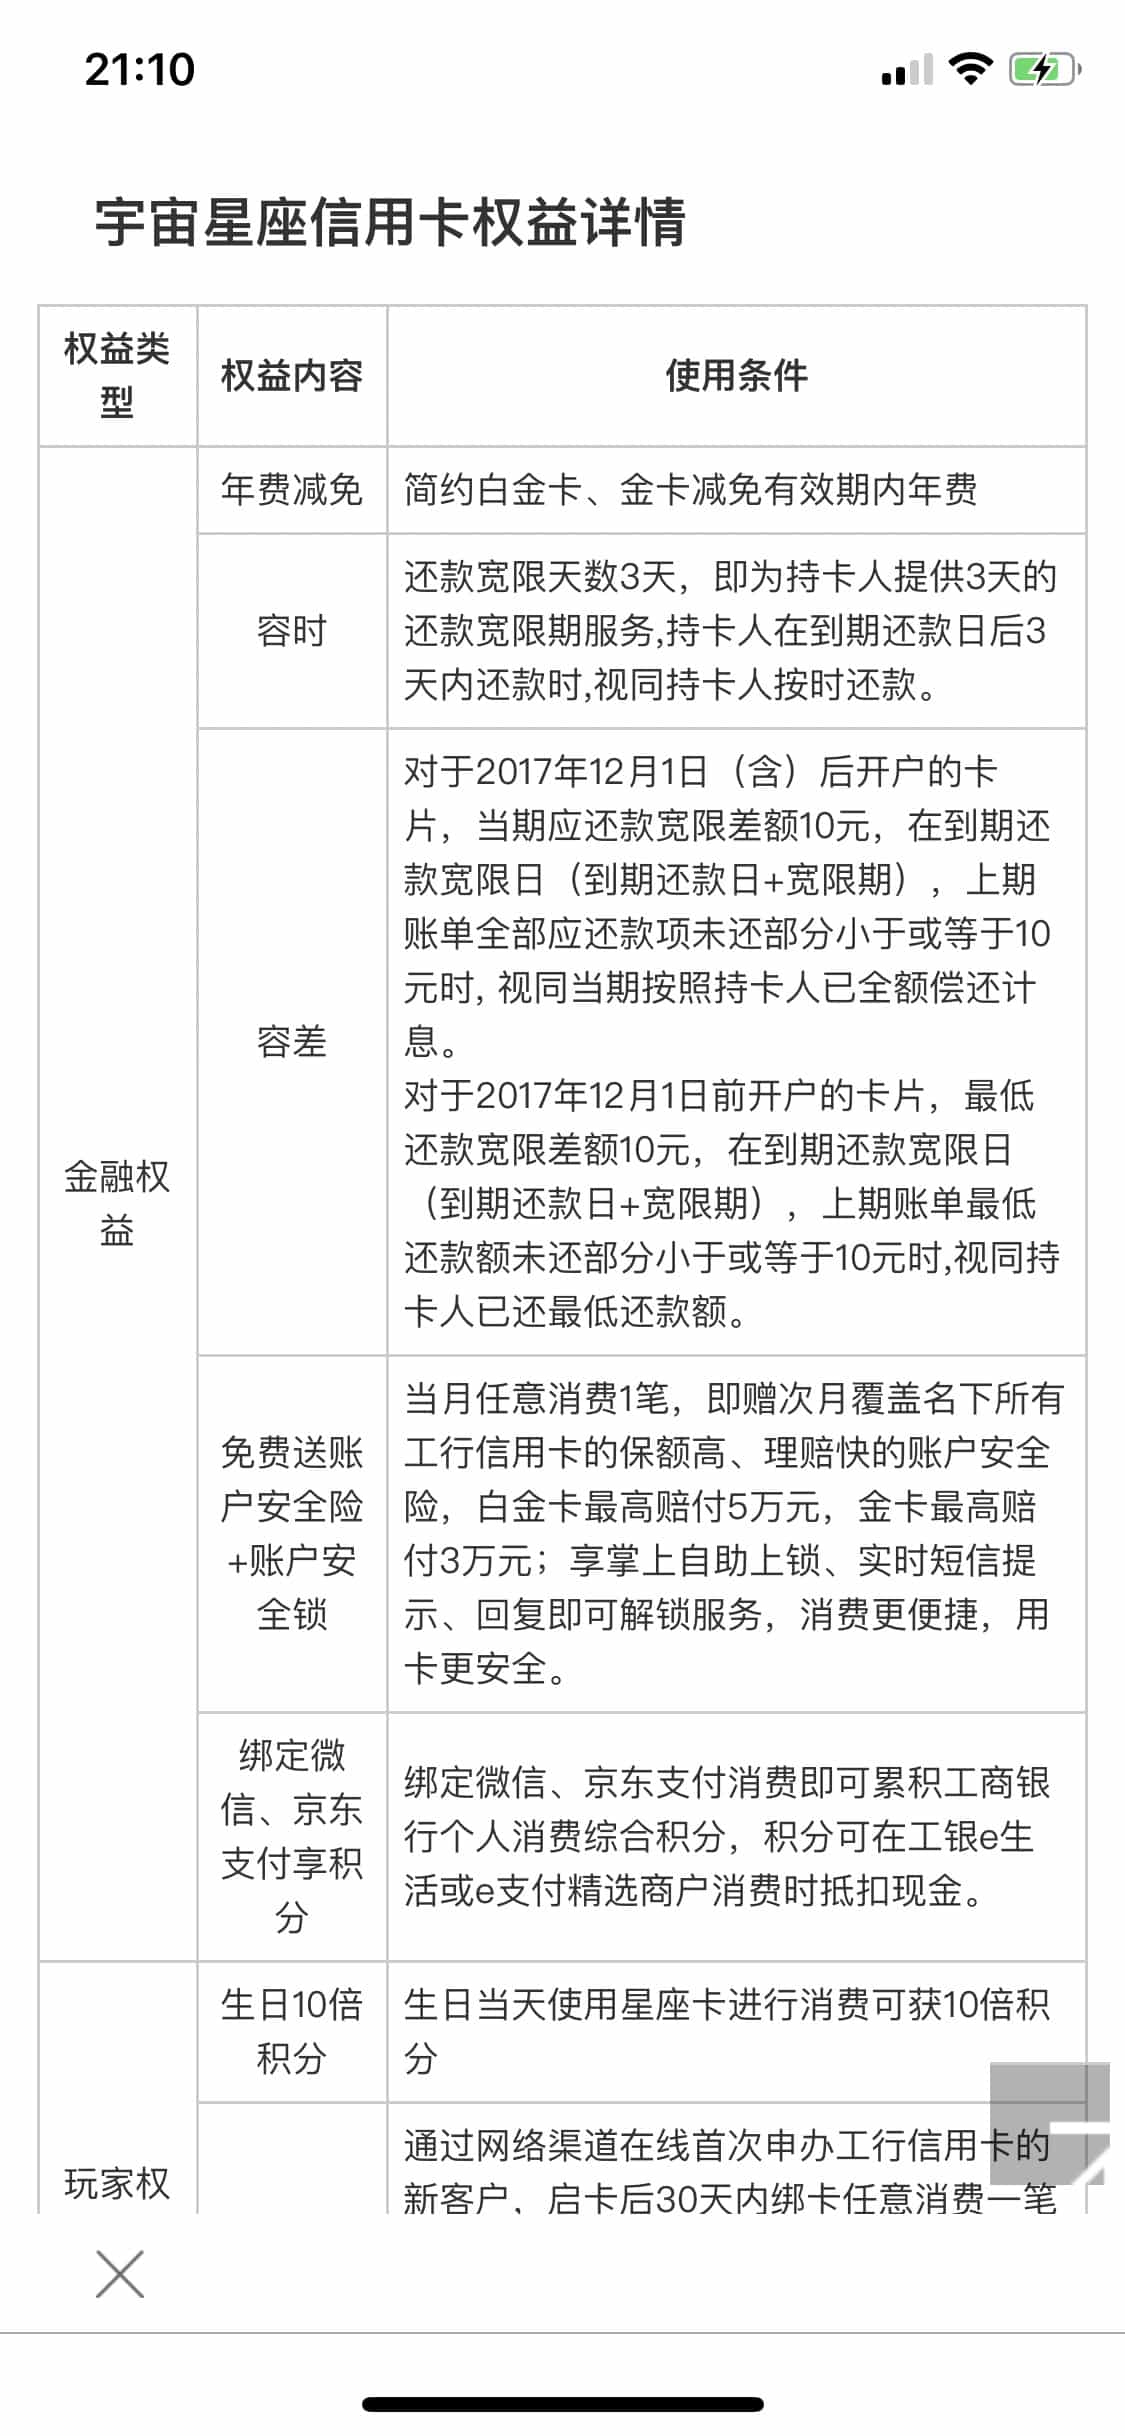 21:10
宇宙星座信用卡权益详情
权益类
型
权益内容
使用条件
金融权
益
年费减免
简约白金卡、金卡减免有效期内年费
容时
还款宽限天数3天，即为持卡人提供3天的
还款宽限期服务,持卡人在到期还款日后3
天内还款时,视同持卡人按时还款。
容差
对于2017年12月1日（含）后开户的卡
片，当期应还款宽限差额10元，在到期还
款宽限日（到期还款日+宽限期），上期
账单全部应还款项未还部分小于或等于10
元时, 视同当期按照持卡人已全额偿还计
息。
对于2017年12月1日前开户的卡片，最低
还款宽限差额10元，在到期还款宽限日
（到期还款日+宽限期），上期账单最低
还款额未还部分小于或等于10元时,视同持
卡人已还最低还款额。
免费送账
户安全险
+账户安
全锁
当月任意消费1笔，即赠次月覆盖名下所有
工行信用卡的保额高、理赔快的账户安全
险，白金卡最高赔付5万元，金卡最高赔
付3万元；享掌上自助上锁、实时短信提
示、回复即可解锁服务，消费更便捷，用
卡更安全。
绑定微
信、京东
支付享积
分
绑定微信、京东支付消费即可累积工商银
行个人消费综合积分，积分可在工银e生
活或e支付精选商户消费时抵扣现金。
玩家权
生日10倍
积分
生日当天使用星座卡进行消费可获10倍积
分
通过网络渠道在线首次申办工行信用卡的
新客户，启卡后30天内绑卡任意消费一笔